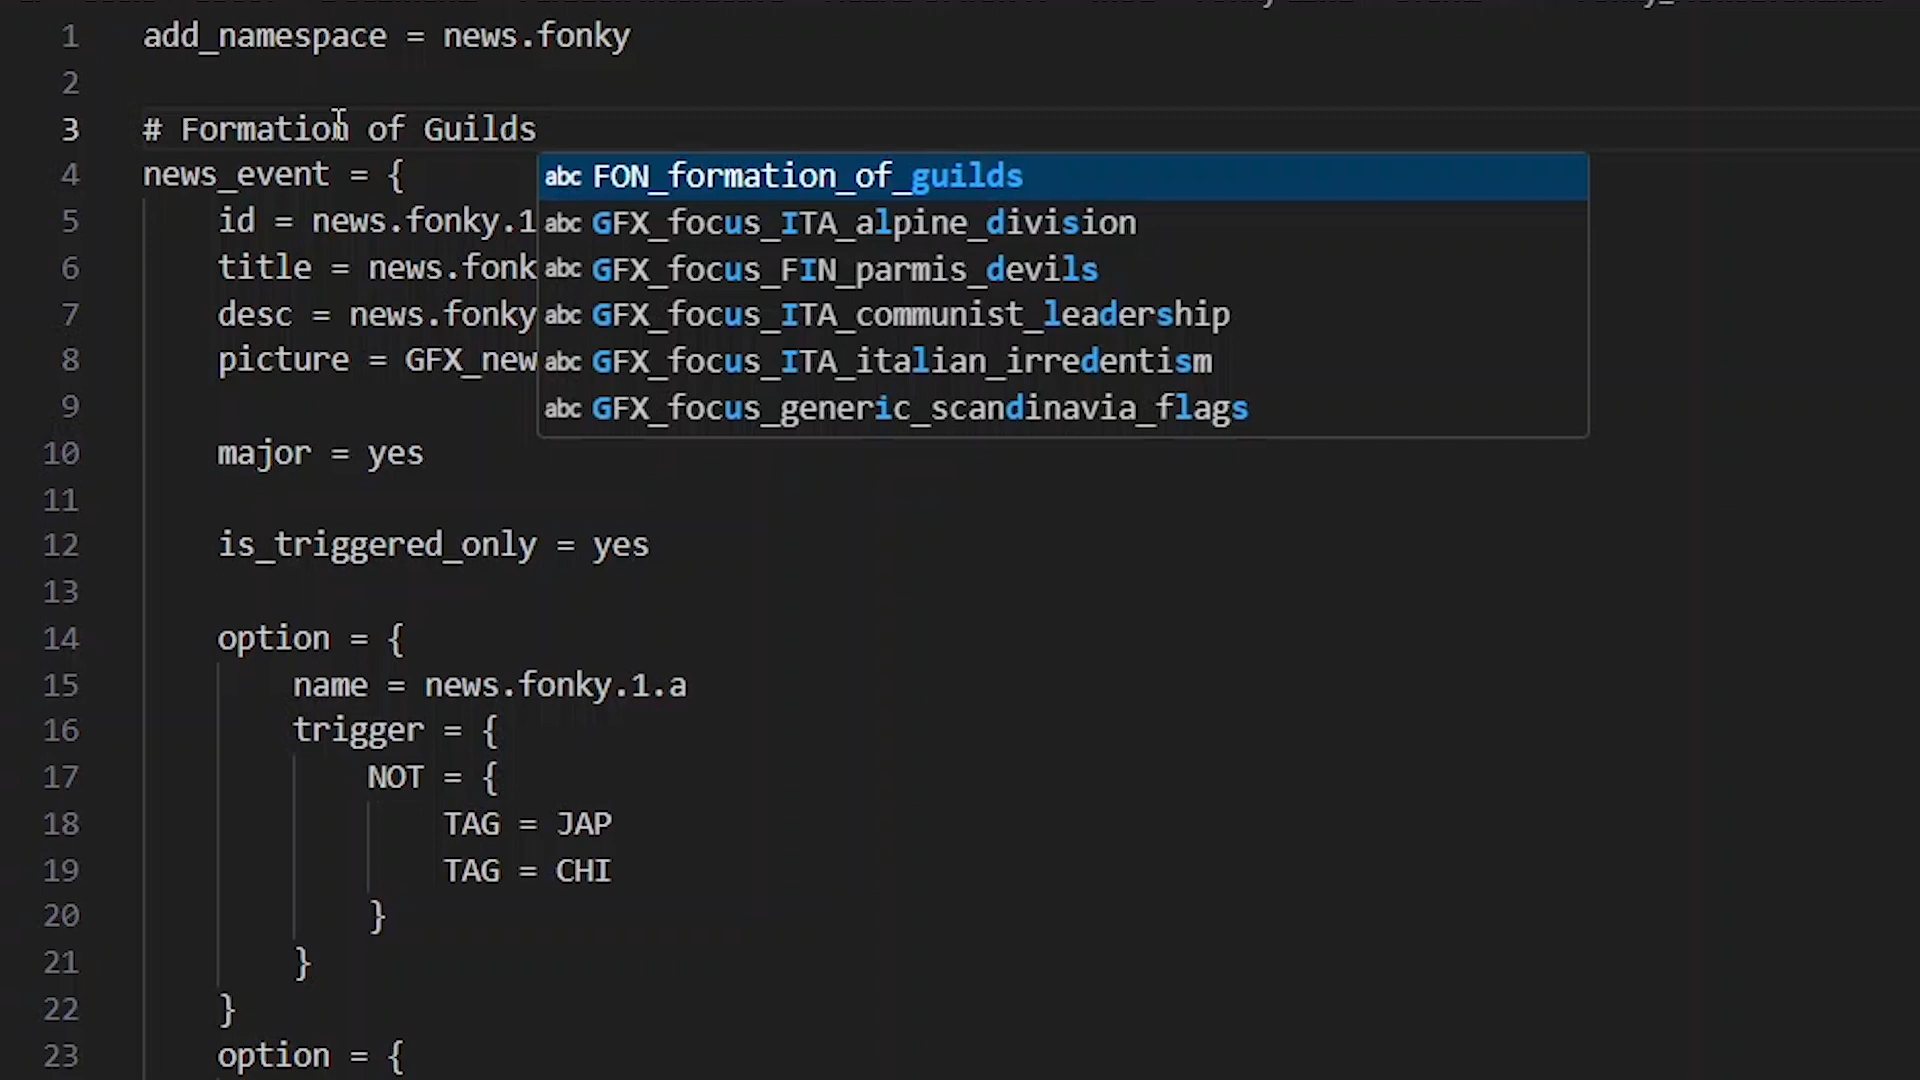 1 add_namespace = news.fonky
2
3 # Formation of Guilds
4 news_event = {
abc FON_formation_of_guilds
5 id = news.fonky.1
abc GFX_focus_ITA_alpine_division
6 title = news.fonk
abc GFX_focus_FIN_parmis_devils
7 desc = news.fonky
abc GFX_focus_ITA_communist_leadership
8 picture = GFX_new
abc GFX_focus_ITA_italian_irredentism
9
abc GFX_focus_generic_scandinavia_flags
10 major = yes
11
12 is_triggered_only = yes
13
14 option = {
15 name = news.fonky.1.a
16 trigger = {
17 NOT = {
18 TAG = JAP
19 TAG = CHI
20 }
21 }
22 }
23 option = {